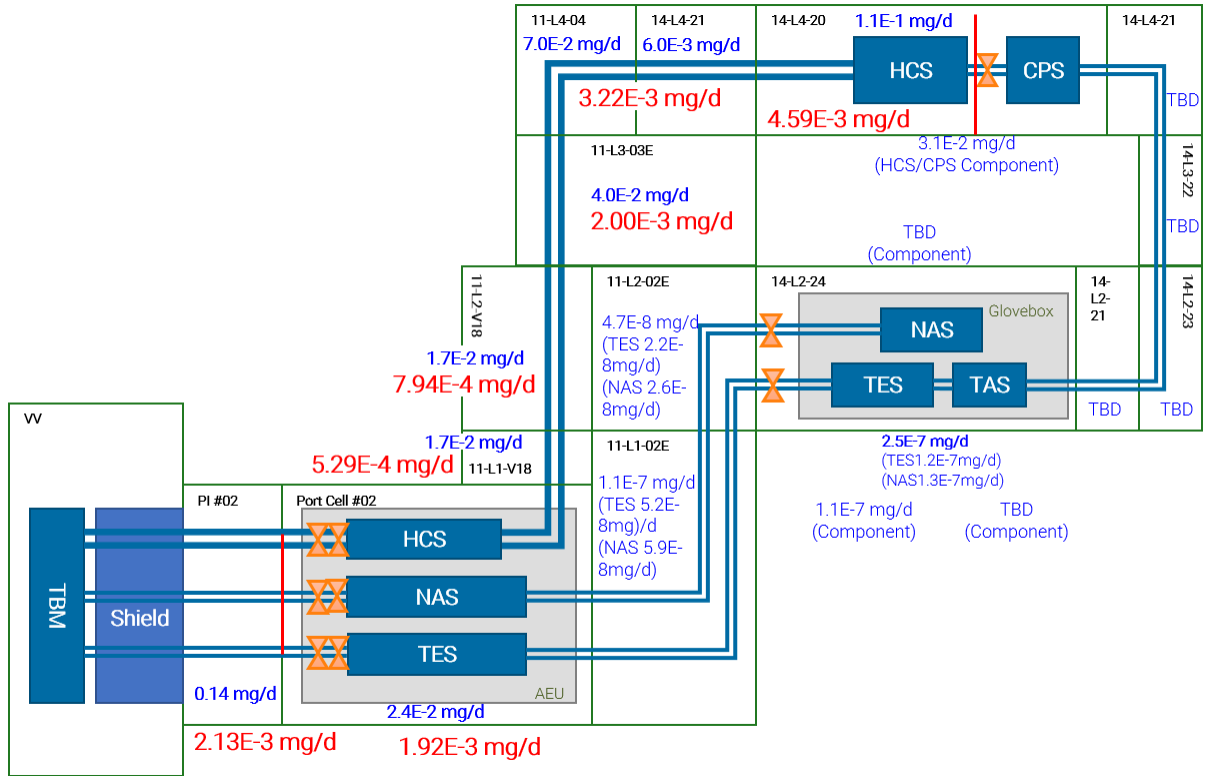 11-L4-04
14-L4-21
14-L4-20
1.1E-1 mg/d
14-L4-21
7.0E-2 mg/d
6.0E-3 mg/d
HCS
CPS
TBD
3.22E-3 mg/d
4.59E-3 mg/d
11-L3-03E
3.1E-2 mg/d
(HCS/CPS Component)
14-L3-22
4.0E-2 mg/d
2.00E-3 mg/d
TBD
(Component)
TBD
11-L2-V18
11-L2-02E
14-L2-24
14-
L2-
21
14-L2-23
Glovebox
4.7E-8 mg/d
(TES 2.2E-
8mg/d)
(NAS 2.6E-
8mg/d)
NAS
TES
TAS
1.7E-2 mg/d
7.94E-4 mg/d
TBD
TBD
VV
1.7E-2 mg/d
5.29E-4 mg/d
11-L1-V18
11-L1-02E
2.5E-7 mg/d
(TES1.2E-7mg/d)
(NAS1.3E-7mg/d)
1.1E-7 mg/d
(TES 5.2E-
8mg)/d
(NAS 5.9E-
8mg/d)
1.1E-7 mg/d
(Component)
TBD
(Component)
PI #02
Port Cell #02
HCS
NAS
TES
TBM
Shield
AEU
0.14 mg/d
2.4E-2 mg/d
2.13E-3 mg/d
1.92E-3 mg/d